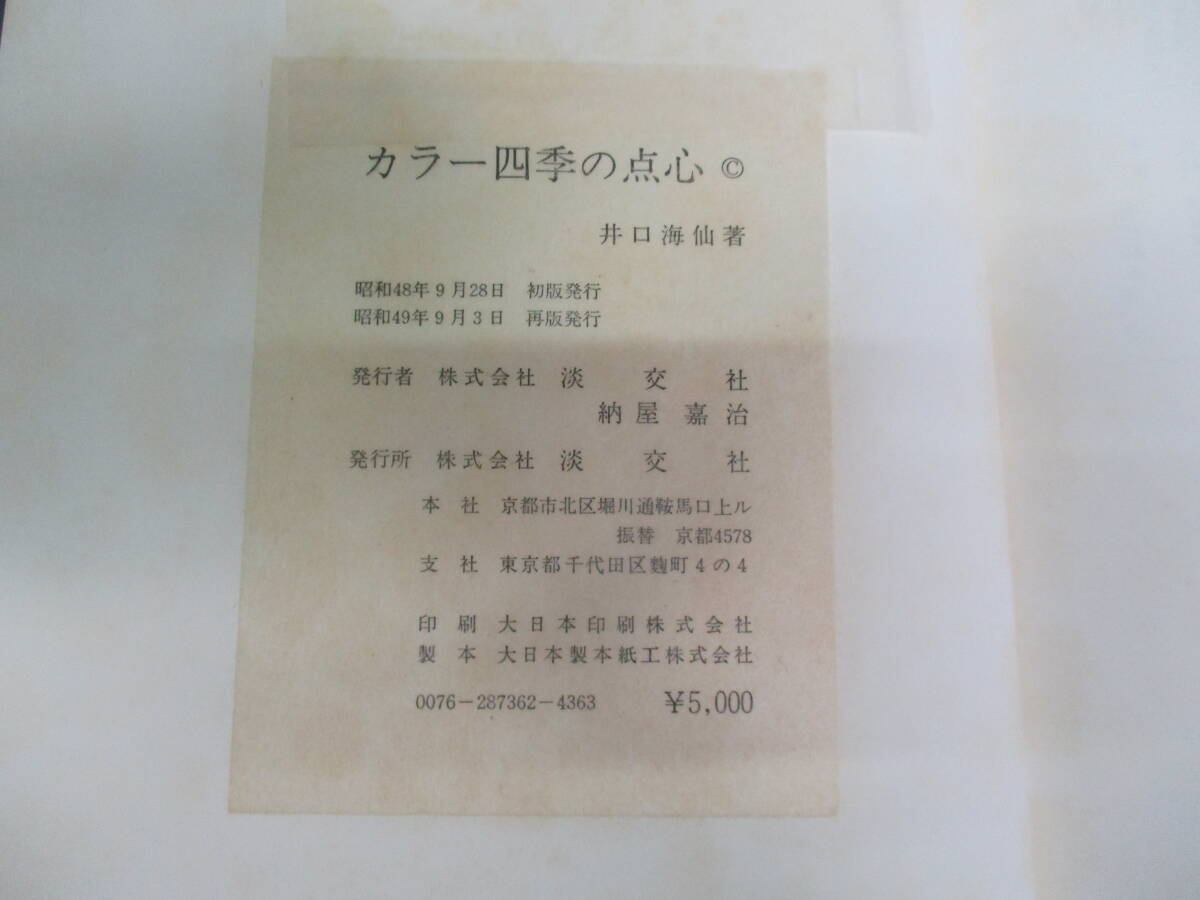 カラー四季の点心 ©
井口海仙著
昭和48年9月28日 初版発行
昭和49年9月3日 再版発行
発行者 株式会社 淡交社
納屋嘉治
発行所 株式会社 淡交社
本社 京都市北区堀川通鞍馬口上ル
振替 京都4578
支社 東京都千代田区麴町4の4
印刷 大日本印刷株式会社
製本 大日本製本紙工株式会社
0076-287362-4363 ¥5,000